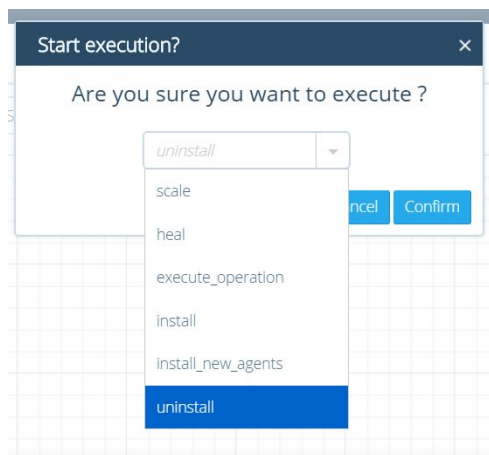 Start execution? ×
Are you sure you want to execute ?
uninstall
scale
ncel Confirm
heal
execute_operation
install
install_new_agents
uninstall